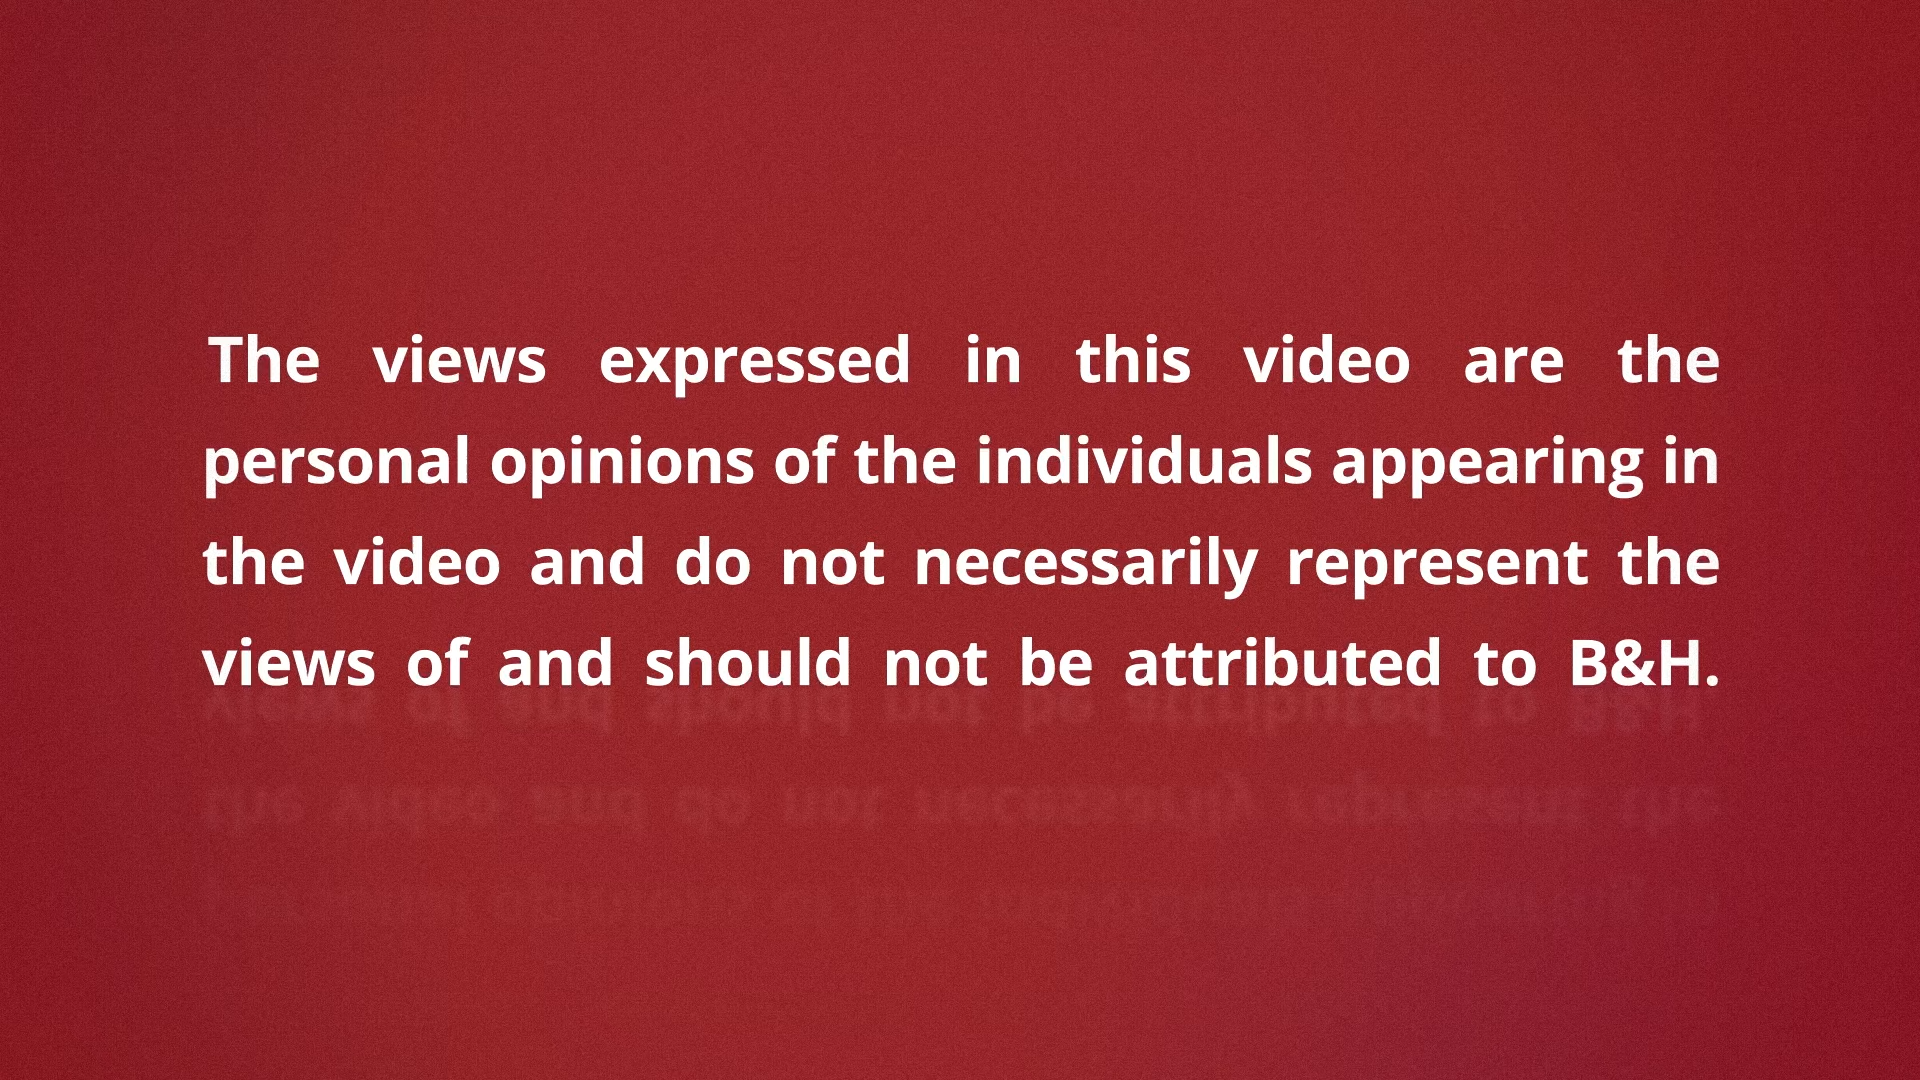 The views expressed in this video are the
personal opinions of the individuals appearing in
the video and do not necessarily represent the
views of and should not be attributed to B&H.